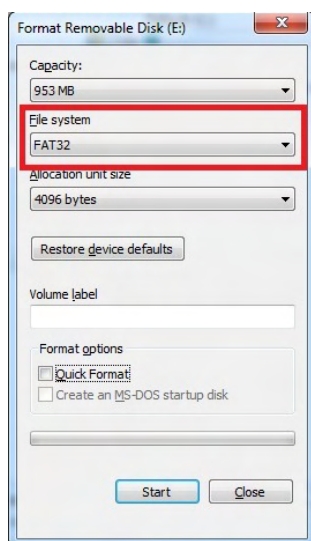 Format Removable Disk (E:)
Capacity:
953 MB
File system
FAT32
Allocation unit size
4096 bytes
Restore device defaults
Volume label
Format options
Quick Format
Create an MS-DOS startup disk
Start Close